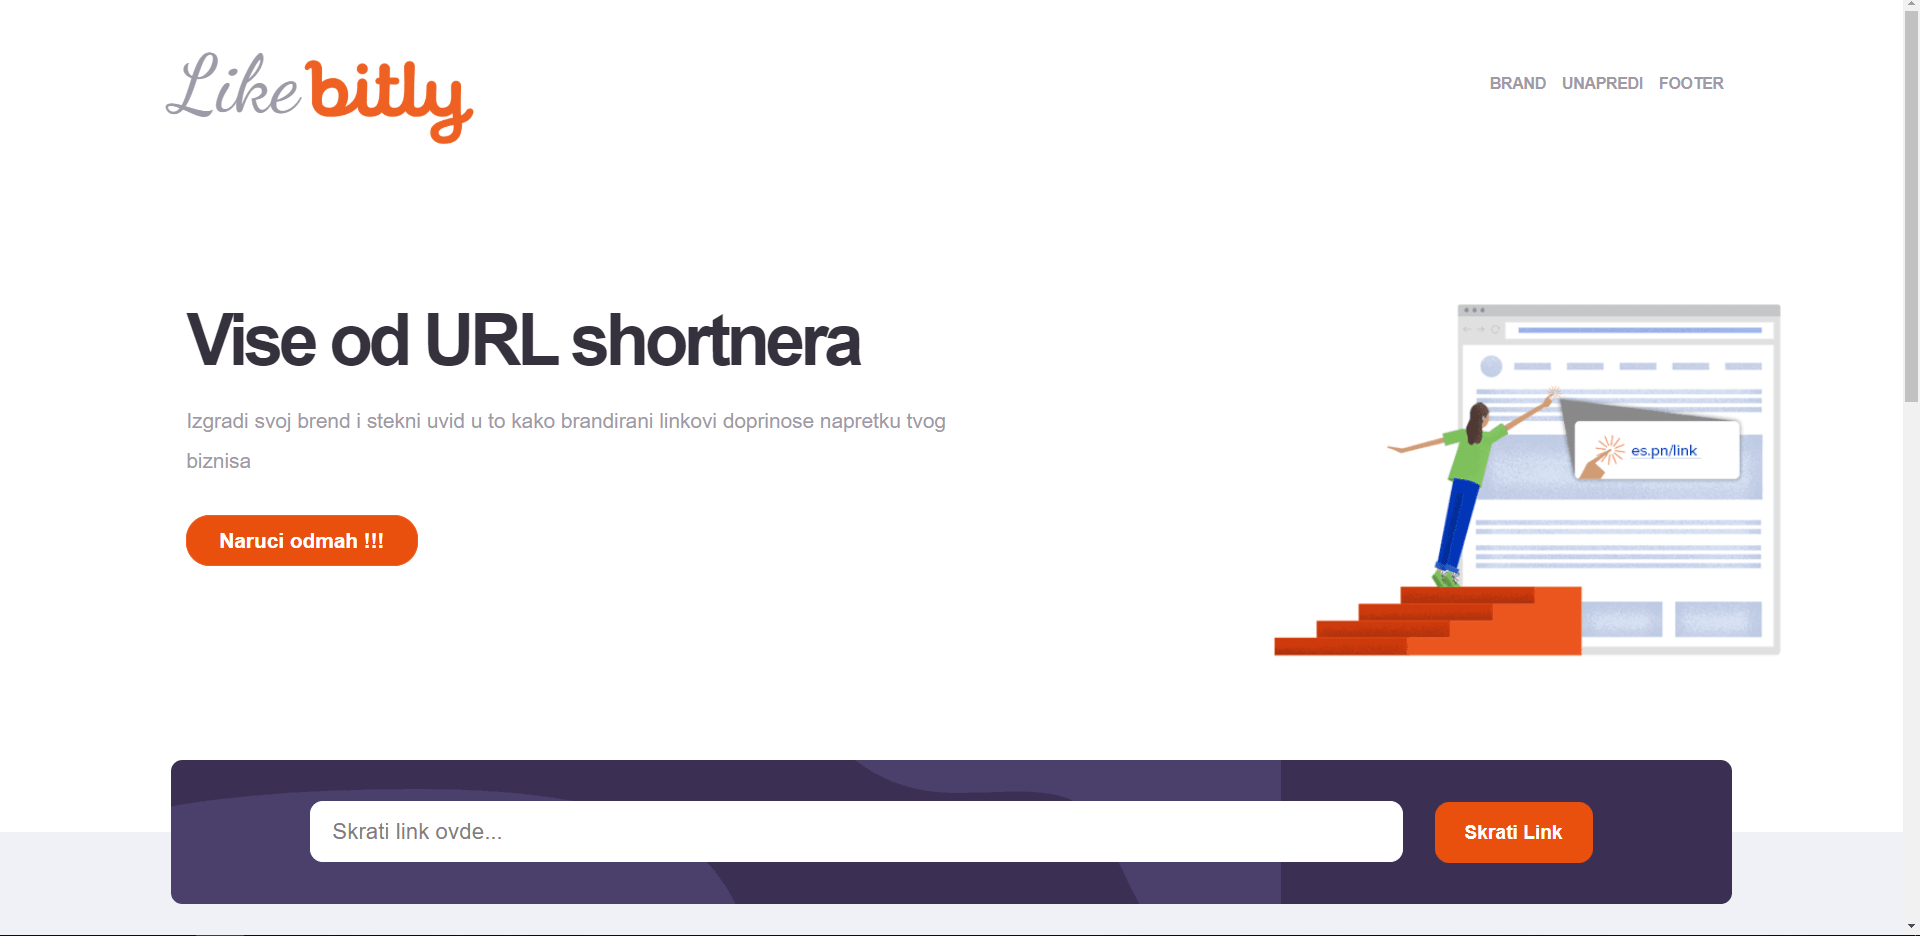 Like bitly
BRAND UNAPREDI FOOTER
Vise od URL shortnera
Izgradi svoj brend i stekni uvid u to kako brandirani linkovi doprinose napretku tvog
biznisa
Naruci odmah !!!
es.pn/link
Skrati link ovde...
Skrati Link